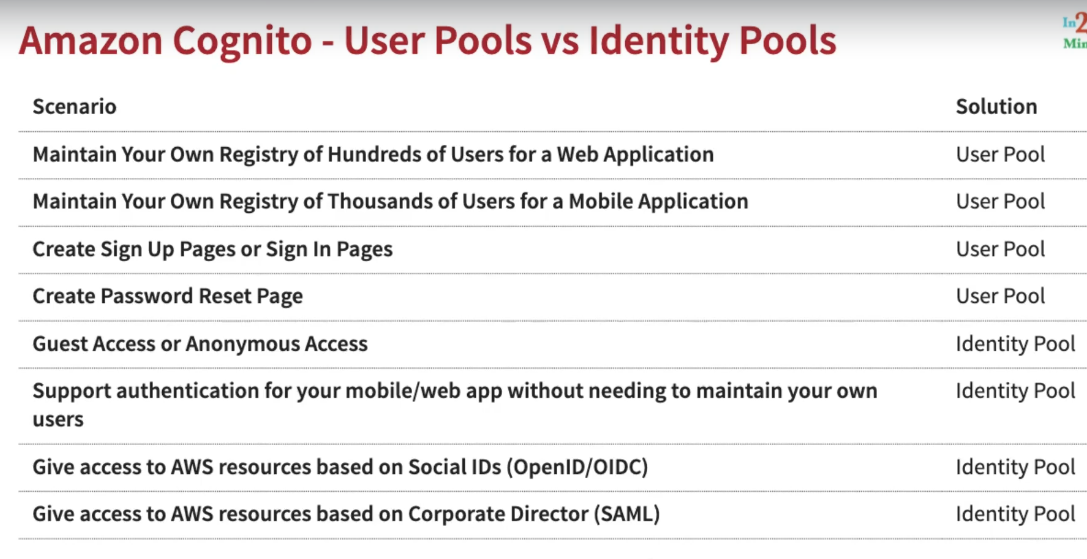 Amazon Cognito - User Pools vs Identity Pools
In2
Min
Scenario Solution
Maintain Your Own Registry of Hundreds of Users for a Web Application User Pool
Maintain Your Own Registry of Thousands of Users for a Mobile Application User Pool
Create Sign Up Pages or Sign In Pages User Pool
Create Password Reset Page User Pool
Guest Access or Anonymous Access Identity Pool
Support authentication for your mobile/web app without needing to maintain your own Identity Pool
users
Give access to AWS resources based on Social IDs (OpenID/OIDC) Identity Pool
Give access to AWS resources based on Corporate Director (SAML) Identity Pool